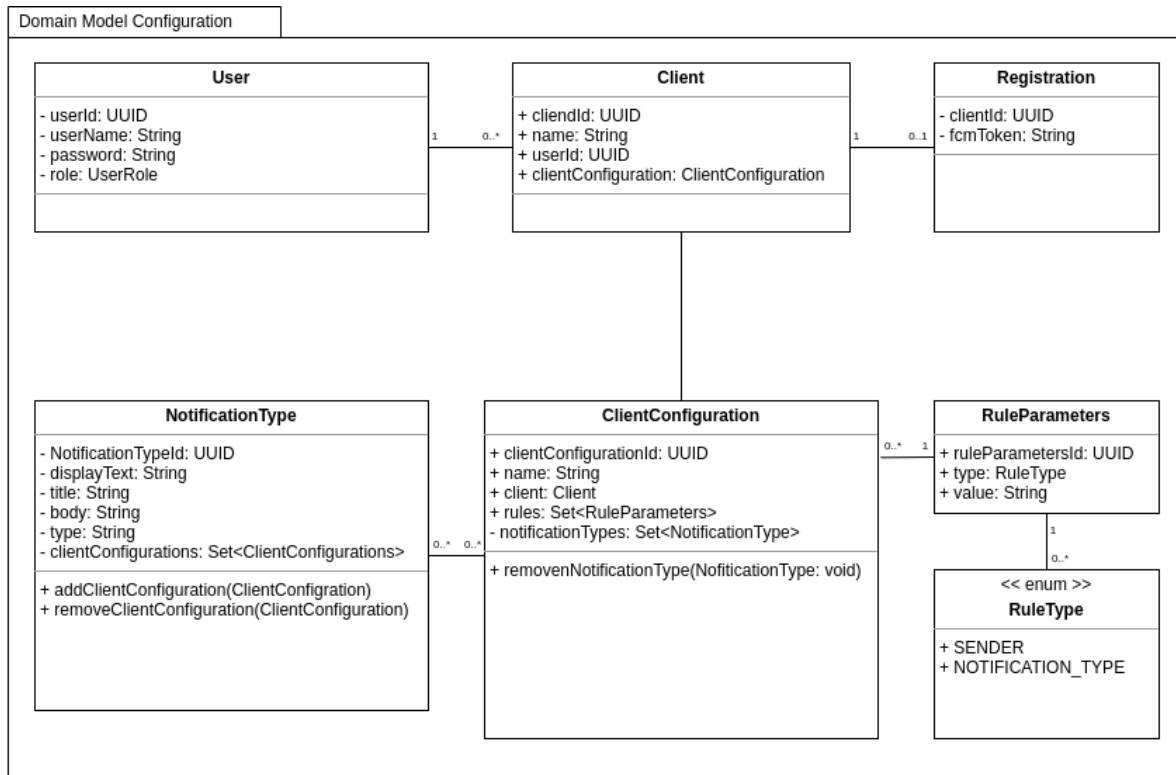 Domain Model Configuration
User
- userId: UUID
- userName: String
- password: String
- role: UserRole
1
0..*
Client
+ cliendId: UUID
+ name: String
+ userId: UUID
+ clientConfiguration: ClientConfiguration
1
0..1
Registration
- clientId: UUID
- fcmToken: String
NotificationType
- NotificationTypeId: UUID
- displayText: String
- title: String
- body: String
- type: String
- clientConfigurations: Set<ClientConfigurations>
+ addClientConfiguration(ClientConfigration)
+ removeClientConfiguration(ClientConfiguration)
0..*
0..*
ClientConfiguration
+ clientConfigurationId: UUID
+ name: String
+ client: Client
+ rules: Set<RuleParameters>
- notificationTypes: Set<NotificationType>
+ removenNotificationType(NofiticationType: void)
0..*
1
RuleParameters
+ ruleParametersId: UUID
+ type: RuleType
+ value: String
1
0..*
<< enum >>
RuleType
+ SENDER
+ NOTIFICATION_TYPE